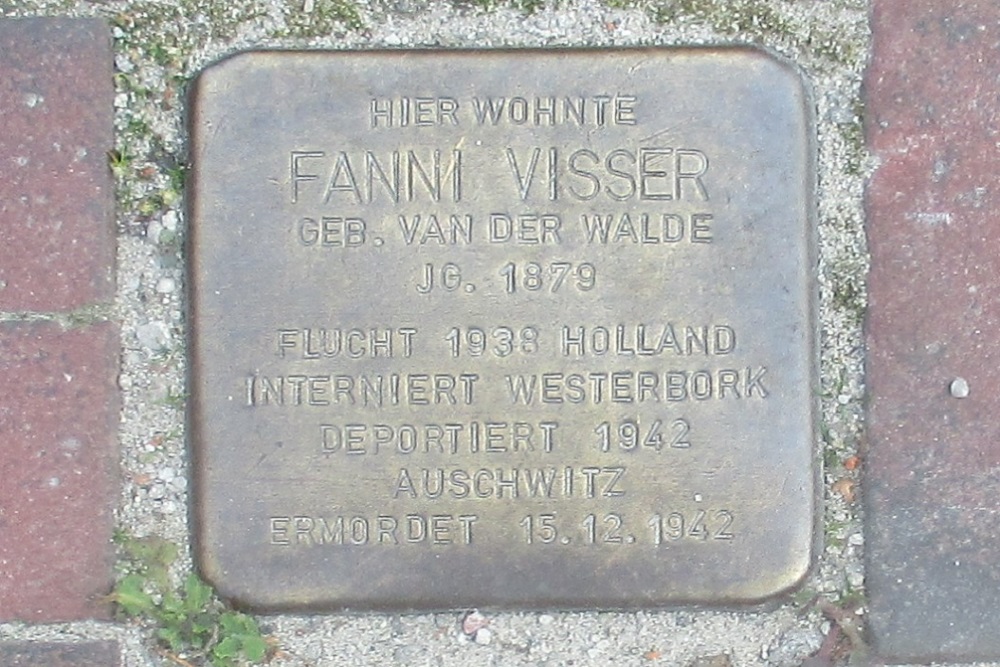 HIER WOHNTE
FANNI VISSER
GEB. VAN DER WALDE
JG. 1879
FLUCHT 1938 HOLLAND
INTERNIERT WESTERBORK
DEPORTIERT 1942
AUSCHWITZ
ERMORDET 15.12.1942